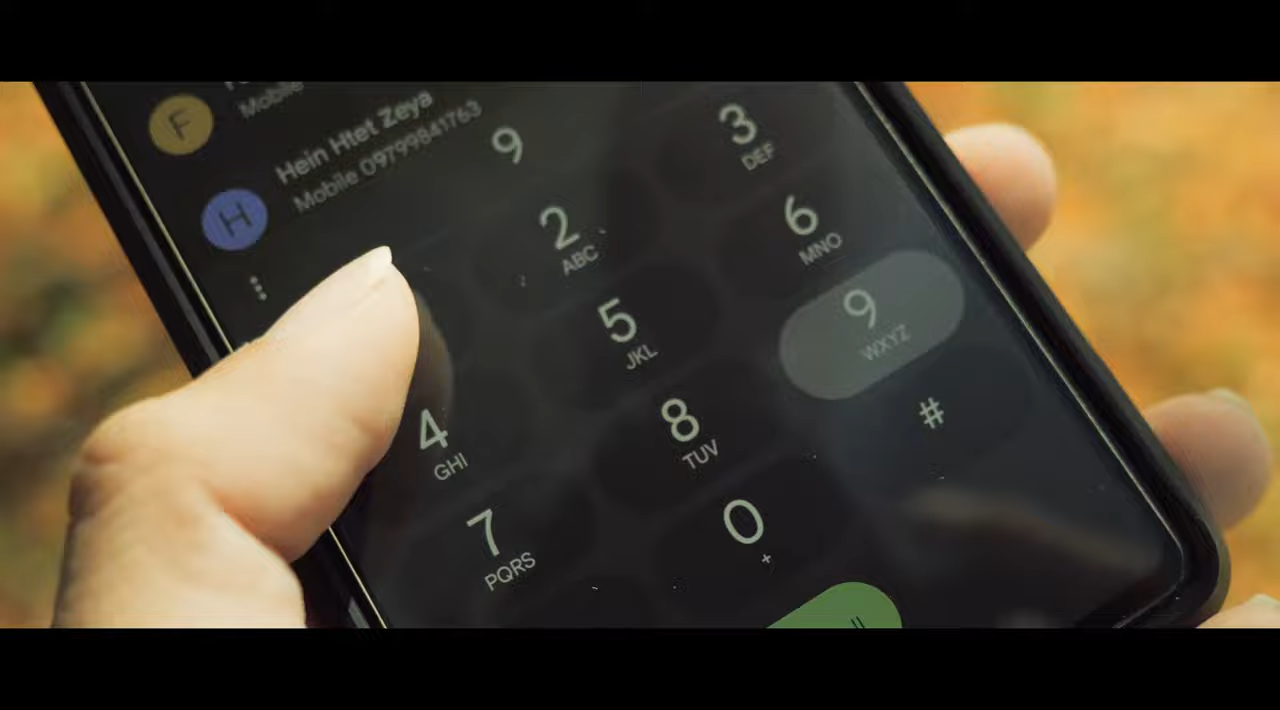 F
Mobile
Hein Htet Zeya
H
Mobile 09799841763
9
3
DEF
2
ABC
6
MNO
5
JKL
9
WXYZ
4
GHI
8
TUV
#
7
PQRS
0
+